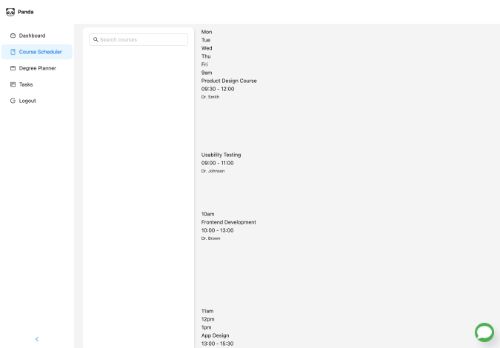 Panda
Dashboard
Course Scheduler
Degree Planner
Tasks
Logout
Search courses
Mon
Tue
Wed
Thu
Fri
9am
Product Design Course
09:30 - 12:00
Dr. Smith
Usability Testing
09:00 - 11:00
Dr. Johnson
10am
Frontend Development
10:00 - 13:00
Dr. Brown
11am
12pm
1pm
App Design
13:00 - 15:30